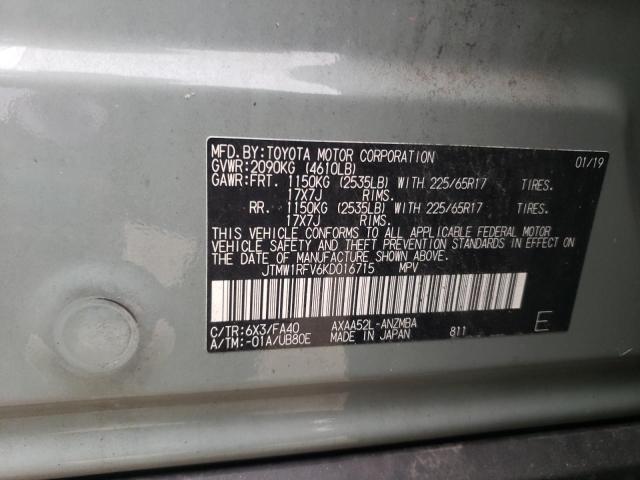 MFD.BY:TOYOTA MOTOR CORPORATION 01/19
GVWR:2090KG (4610LB)
GAWR:FRT. 1150KG (2535LB) WITH 225/65R17 TIRES.
17X7J RIMS.
RR. 1150KG (2535LB) WITH 225/65R17 TIRES.
17X7J RIMS.
THIS VEHICLE CONFORMS TO ALL APPLICABLE FEDERAL MOTOR
VEHICLE SAFETY AND THEFT PREVENTION STANDARDS IN EFFECT ON
THE DATE OF MANUFACTURE SHOWN ABOVE.
JTMW1RFV6KD016715 MPV
C/TR:6X3/FA40 AXAA52L-ANZMBA
A/TM:-01A/UB80E MADE IN JAPAN 811 E